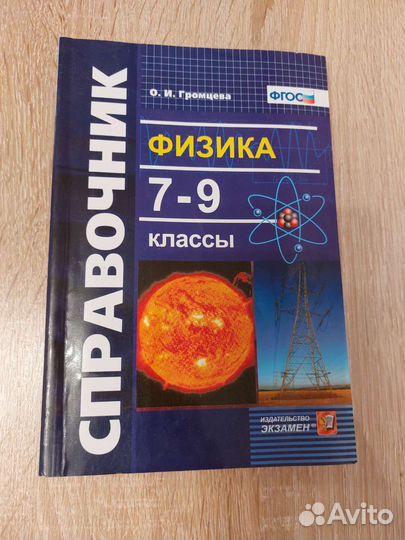 О. И. Громцева
ФГОС
СПРАВОЧНИК
ФИЗИКА
7-9
классы
ИЗДАТЕЛЬСТВО
ЭКЗАМЕН
Avito